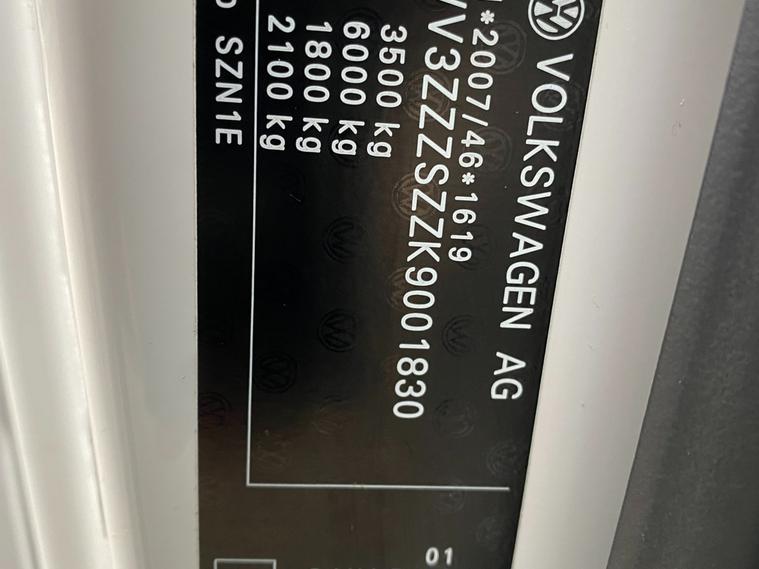 VOLKSWAGEN AG
*2007/46*1619
V3ZZZSZZK9001830
3500 kg
6000 kg
1800 kg
2100 kg
SZN1E
01